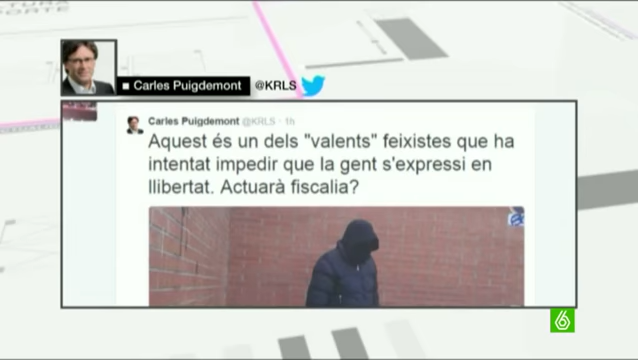 Carles Puigdemont @KRLS
Carles Puigdemont @KRLS · 1h
Aquest és un dels "valents" feixistes que ha
intentat impedir que la gent s'expressi en
llibertat. Actuarà fiscalia?
6